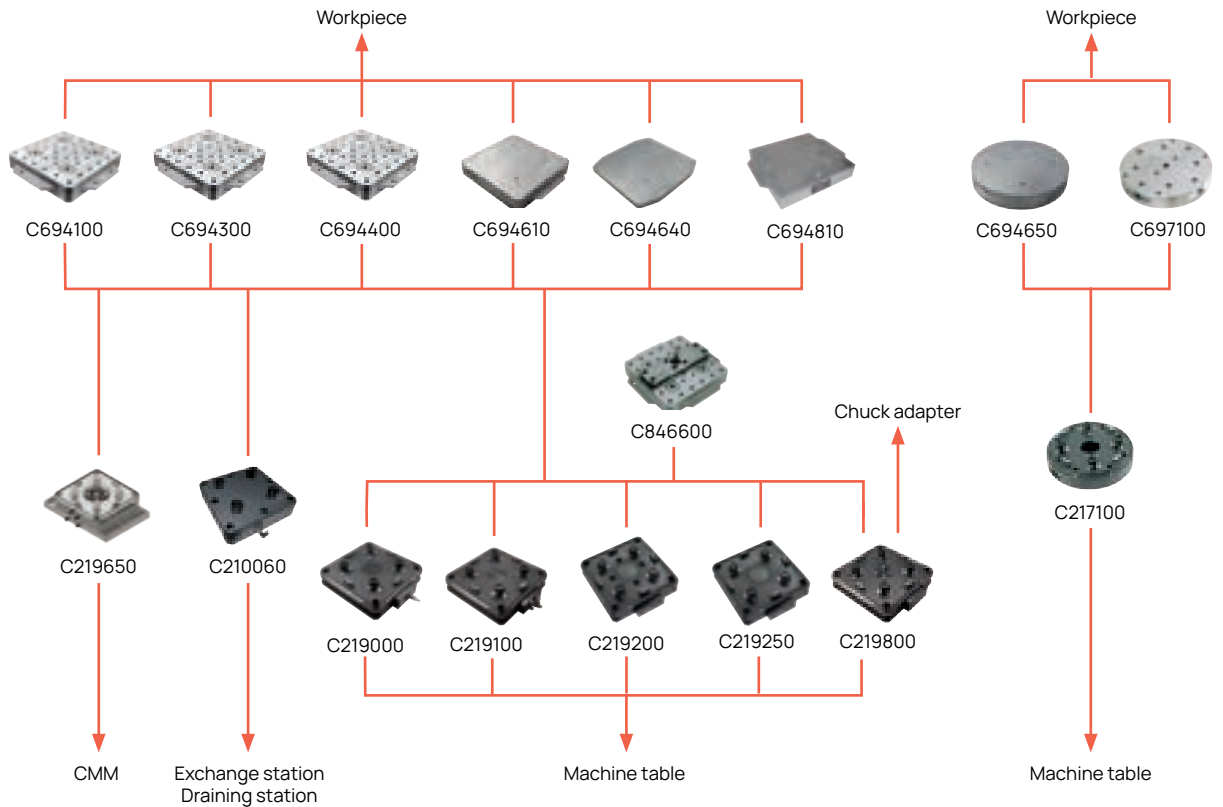 Workpiece
Workpiece
C694100
C694300
C694400
C694610
C694640
C694810
C694650
C697100
C846600
Chuck adapter
C219650
C210060
C217100
C219000
C219100
C219200
C219250
C219800
CMM
Exchange station
Draining station
Machine table
Machine table